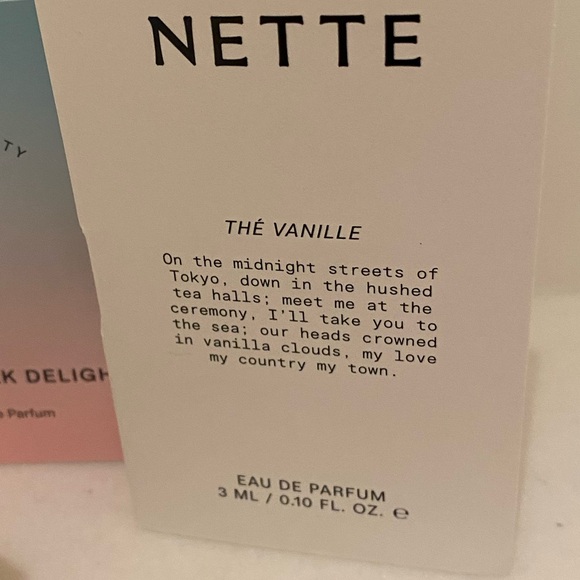 NETTE
TY
THÉ VANILLE
On the midnight streets of
Tokyo, down in the hushed
tea halls; meet me at the
ceremony, I'll take you to
the sea; our heads crowned
in vanilla clouds, my love
my country my town.
K DELIGH
Parfum
EAU DE PARFUM
3 ML / 0.10 FL. OZ. ℮